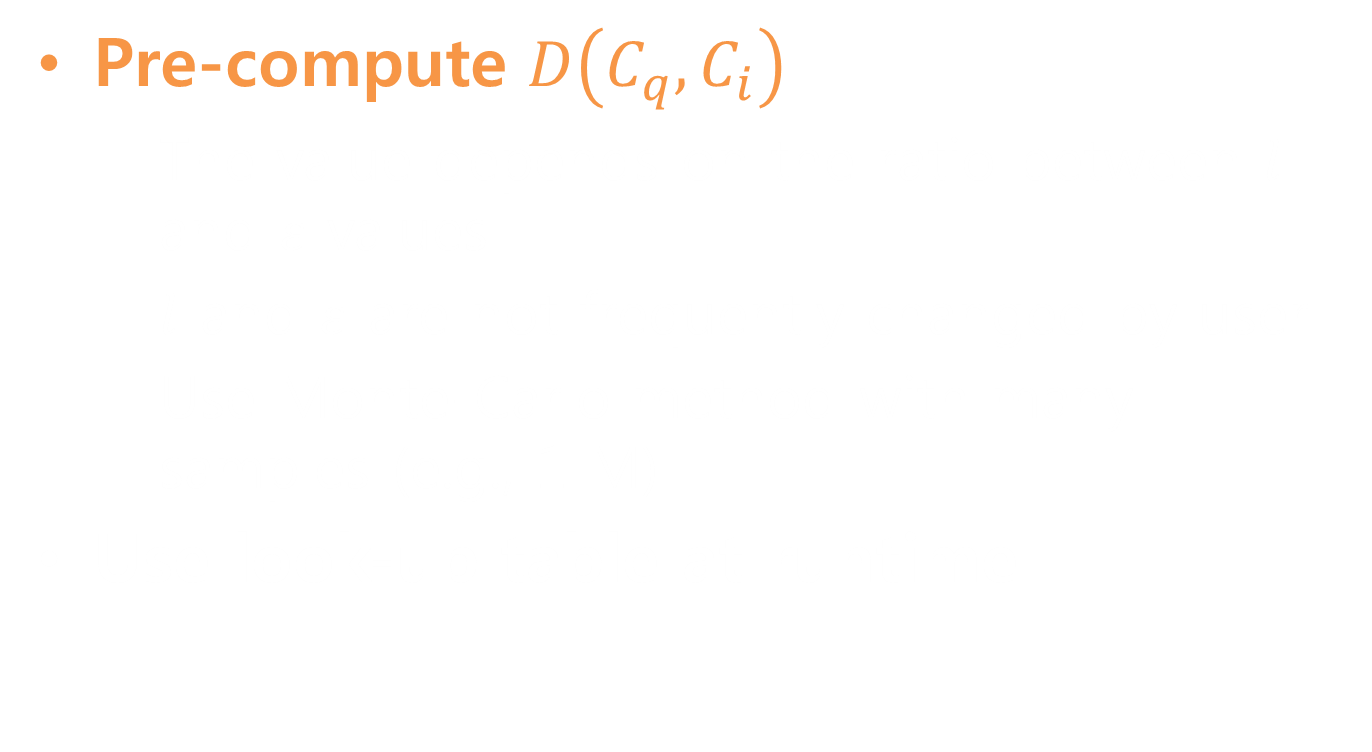 • Pre-compute $D(C_q, C_i)$